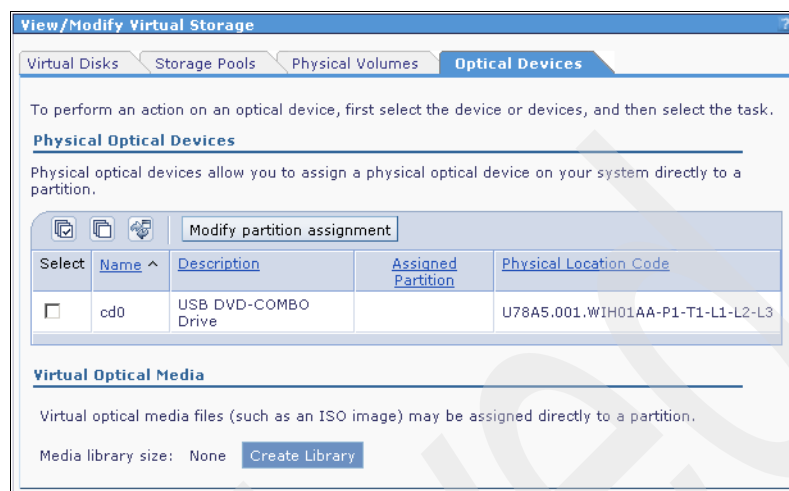 View/Modify Virtual Storage ?
Virtual Disks Storage Pools Physical Volumes Optical Devices
To perform an action on an optical device, first select the device or devices, and then select the task.
Physical Optical Devices
Physical optical devices allow you to assign a physical optical device on your system directly to a
partition.
Modify partition assignment
Select Name ^ Description Assigned Partition Physical Location Code
cd0 USB DVD-COMBO Drive U78A5.001.WIH01AA-P1-T1-L1-L2-L3
Virtual Optical Media
Virtual optical media files (such as an ISO image) may be assigned directly to a partition.
Media library size: None Create Library